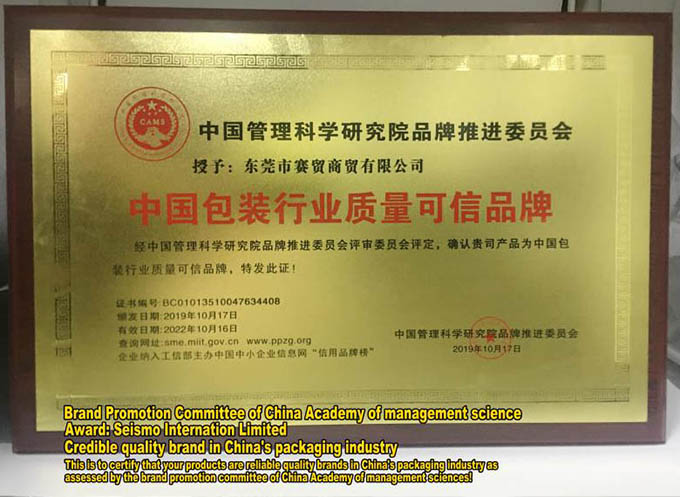 CAMS
中国管理科学研究院品牌推进委员会
授予：东莞市赛贸商贸有限公司
中国包装行业质量可信品牌
经中国管理科学研究院品牌推进委员会评审委员会评定，确认贵司产品为中国包
装行业质量可信品牌，特发此证！
证书编号:BC01013510047634408
颁发日期:2019年10月17日
有效日期:2022年10月16日
查询网址:sme.miit.gov.cn www.ppzg.org
企业纳入工信部主办中国中小企业信息网“信用品牌榜”
中国管理科学研究院品牌推进委员会
2019年10月17日
Brand Promotion Committee of China Academy of management science
Award: Seismo Internation Limited
Credible quality brand in China's packaging industry
This is to certify that your products are reliable quality brands in China's packaging industry as
assessed by the brand promotion committee of China Academy of management sciences!